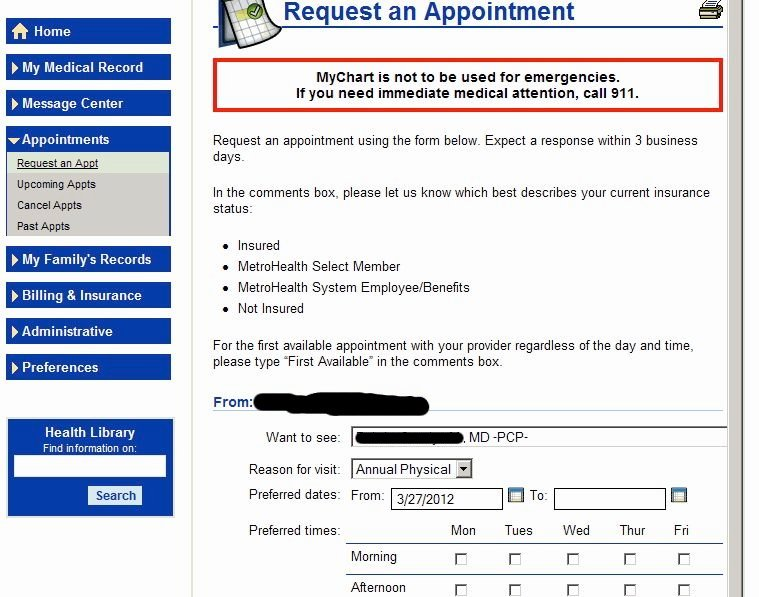 Request an Appointment
Home
My Medical Record
Message Center
Appointments
Request an Appt
Upcoming Appts
Cancel Appts
Past Appts
My Family's Records
Billing & Insurance
Administrative
Preferences
Health Library
Find information on:
Search
MyChart is not to be used for emergencies.
If you need immediate medical attention, call 911.
Request an appointment using the form below. Expect a response within 3 business
days.
In the comments box, please let us know which best describes your current insurance
status:
Insured
MetroHealth Select Member
MetroHealth System Employee/Benefits
Not Insured
For the first available appointment with your provider regardless of the day and time,
please type “First Available” in the comments box.
From:
Want to see: , MD -PCP-
Reason for visit: Annual Physical
Preferred dates: From: 3/27/2012 To:
Preferred times: Mon Tues Wed Thur Fri
Morning
Afternoon